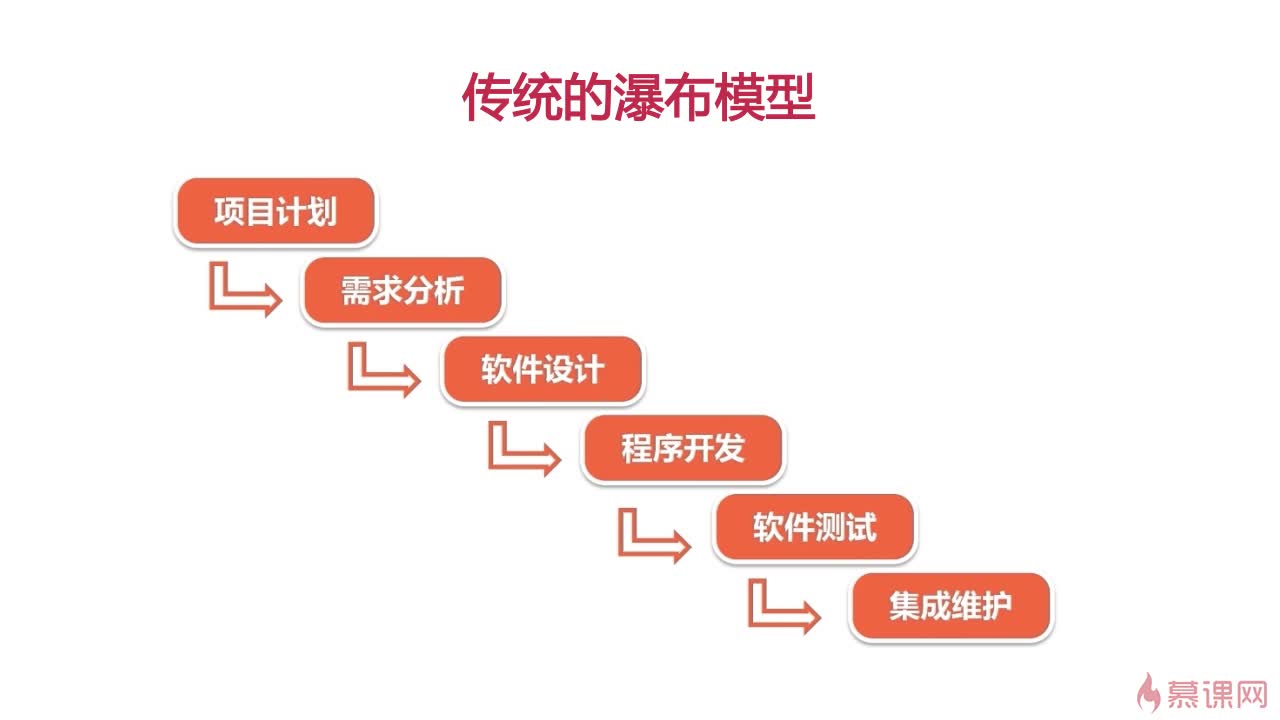 传统的瀑布模型
项目计划
需求分析
软件设计
程序开发
软件测试
集成维护
慕课网